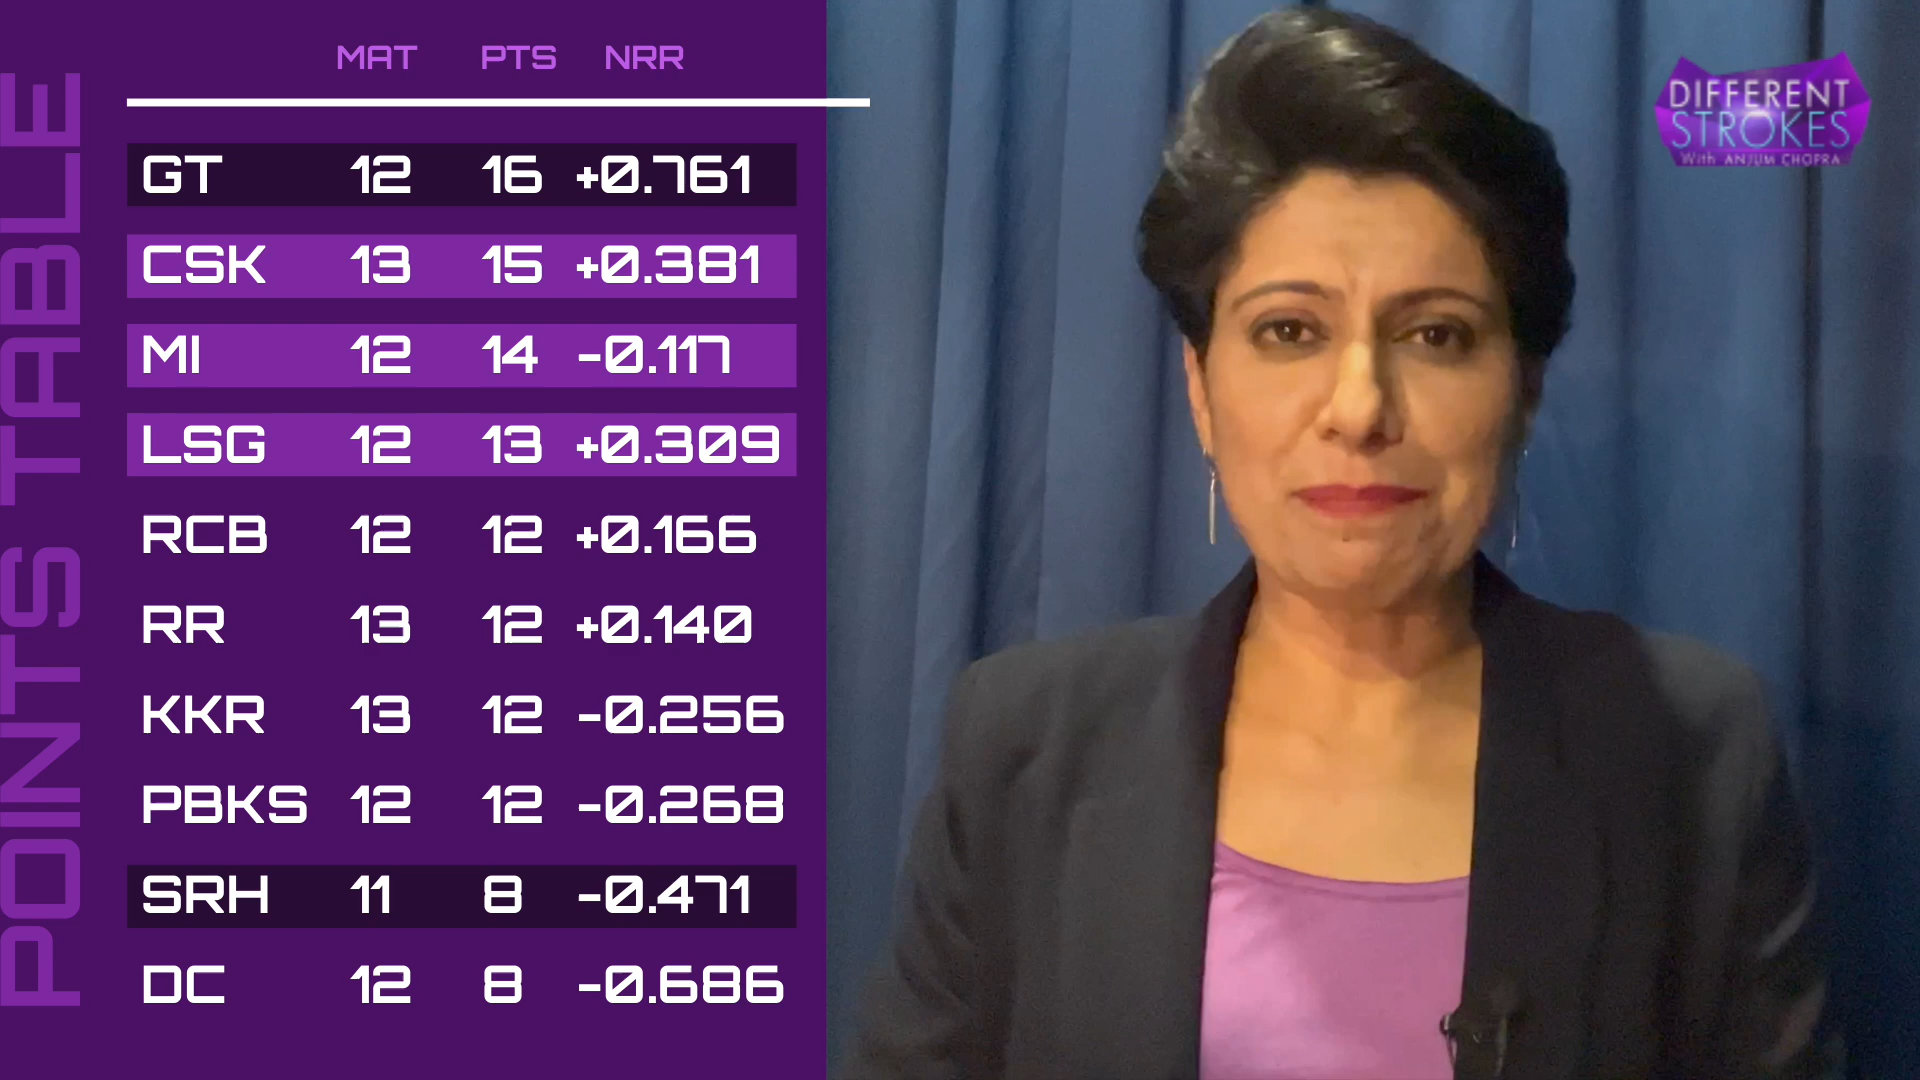 POINTS TABLE
MAT PTS NRR
GT 12 16 +0.761
CSK 13 15 +0.381
MI 12 14 -0.117
LSG 12 13 +0.309
RCB 12 12 +0.166
RR 13 12 +0.140
KKR 13 12 -0.256
PBKS 12 12 -0.268
SRH 11 8 -0.471
DC 12 8 -0.686
DIFFERENT
STROKES
With ANJUM CHOPRA